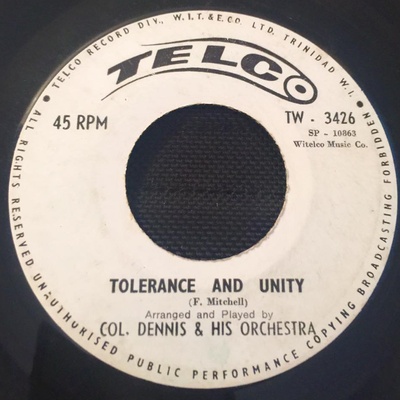 • TELCO RECORD DIV., W.I.T. & E.CO. LTD. TRINIDAD W.I. •
TELCO
45 RPM
TW - 3426
SP - 10863
Witelco Music Co.
TOLERANCE AND UNITY
(F. Mitchell)
Arranged and Played by
COL. DENNIS & HIS ORCHESTRA
ALL RIGHTS RESERVED UNAUTHORISED PUBLIC PERFORMANCE COPYING BROADCASTING FORBIDDEN